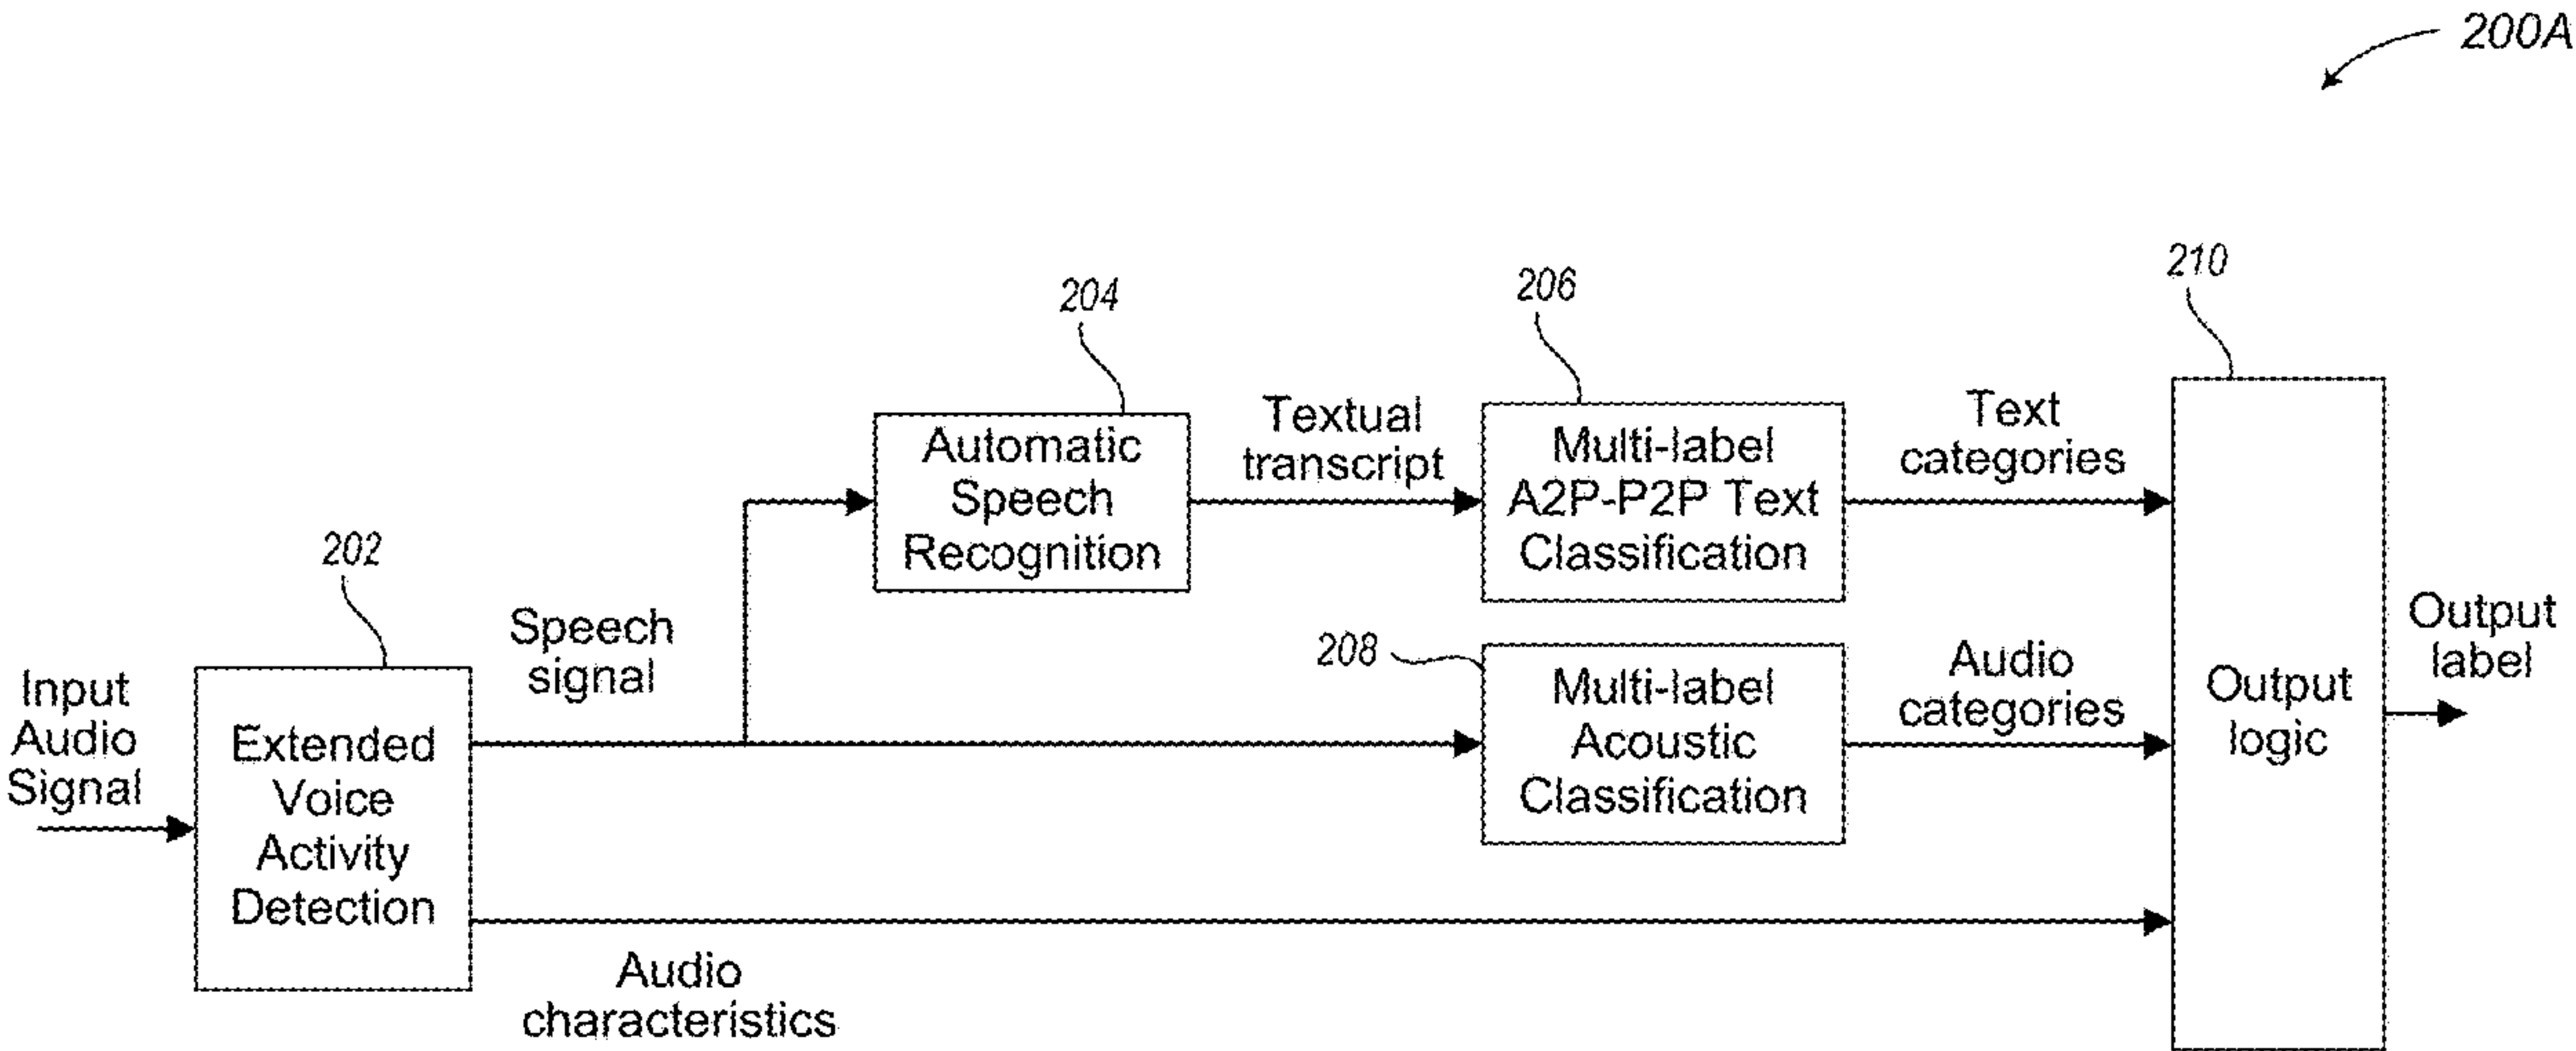 200A
210
206
204
202
Input
Audio
Signal
Extended
Voice
Activity
Detection
Speech
signal
Audio
characteristics
Automatic
Speech
Recognition
Textual
transcript
Multi-label
A2P-P2P Text
Classification
Text
categories
208
Multi-label
Acoustic
Classification
Audio
categories
Output
logic
Output
label